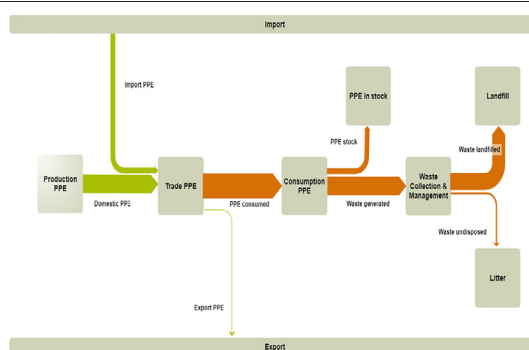 Import
Import PPE
PPE in stock
Landfill
PPE stock
Waste landfilled
Production
PPE
Trade PPE
Consumption
PPE
Waste
Collection &
Management
Domestic PPE
PPE consumed
Waste generated
Waste undisposed
Litter
Export PPE
Export